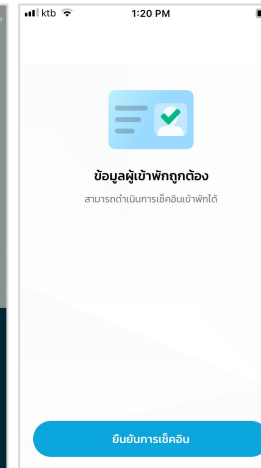 ktb 1:20 PM
ข้อมูลผู้เข้าพักถูกต้อง
สามารถดำเนินการเช็คอินเข้าพักได้
ยืนยันการเช็คอิน